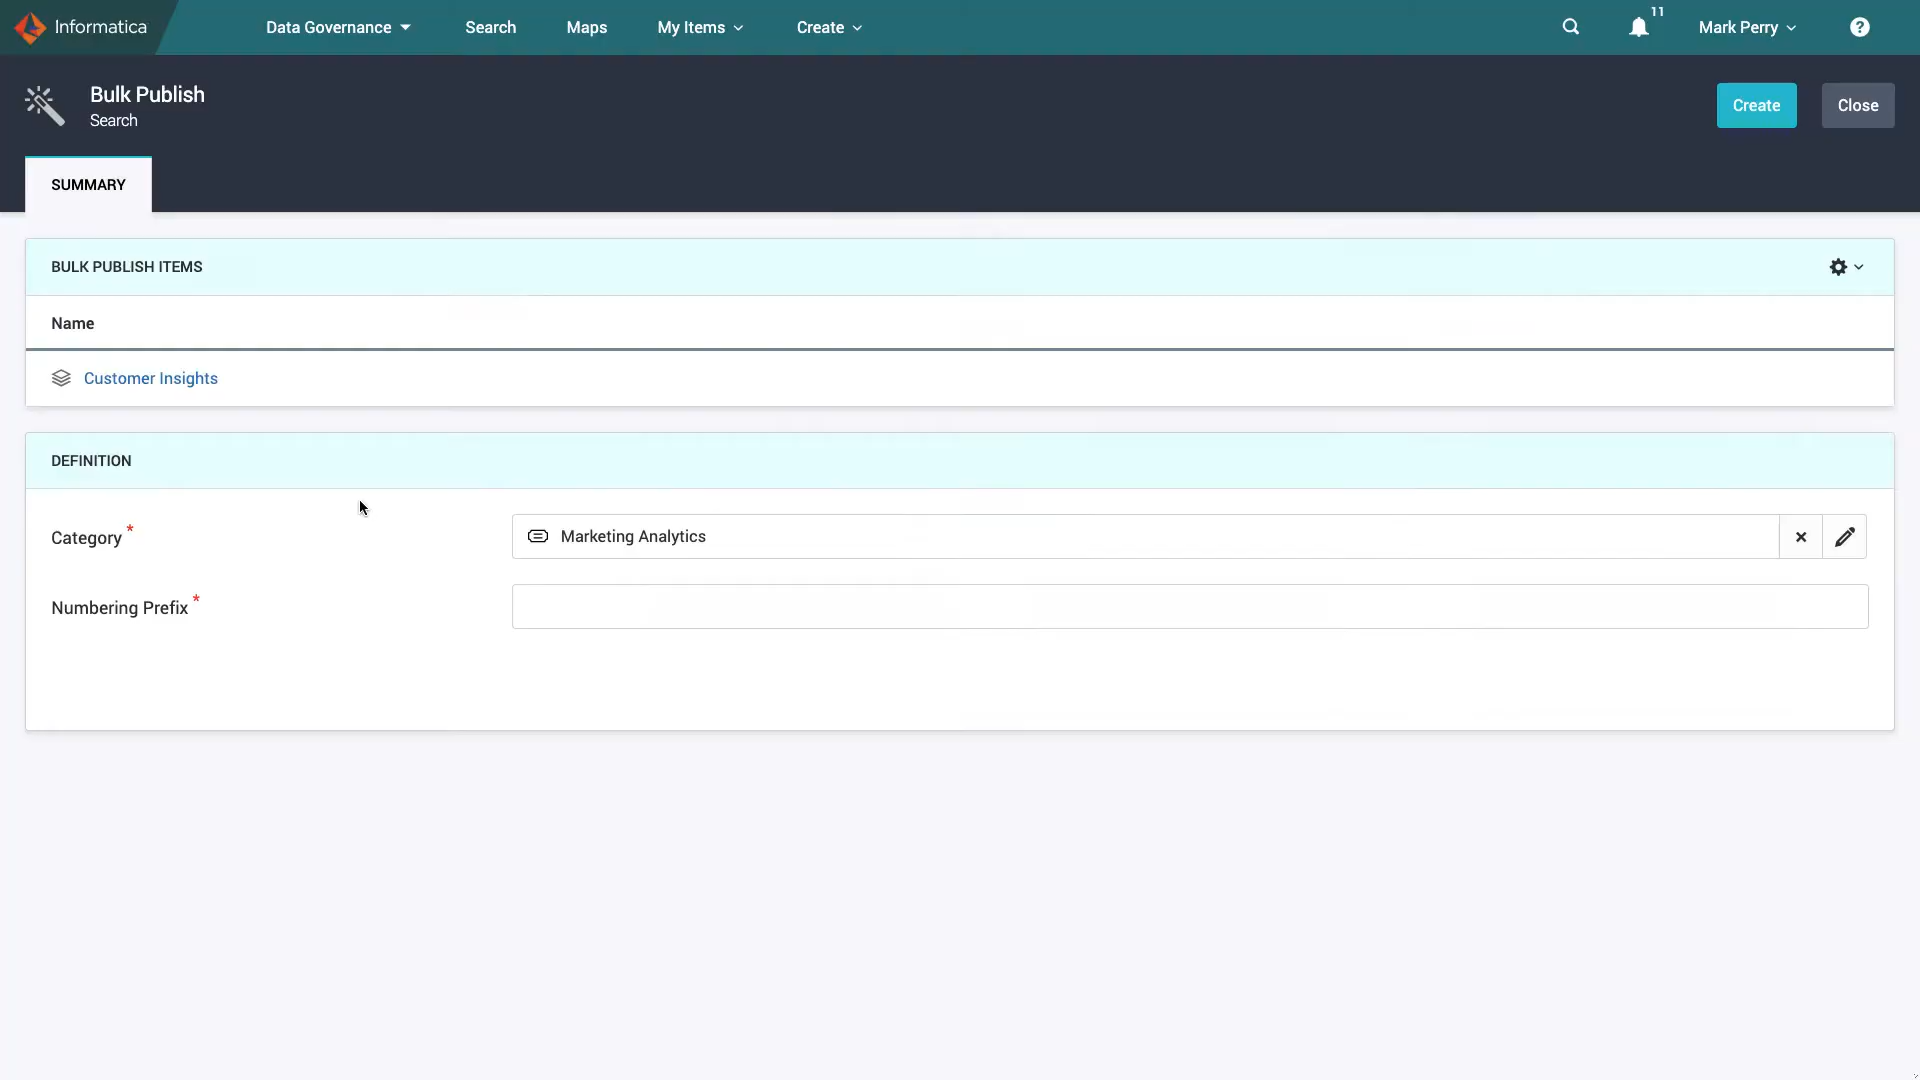 Informatica
Data Governance
Search
Maps
My Items
Create
11
Mark Perry
?
Bulk Publish
Search
Create
Close
SUMMARY
BULK PUBLISH ITEMS
Name
Customer Insights
DEFINITION
Category *
Marketing Analytics
Numbering Prefix *